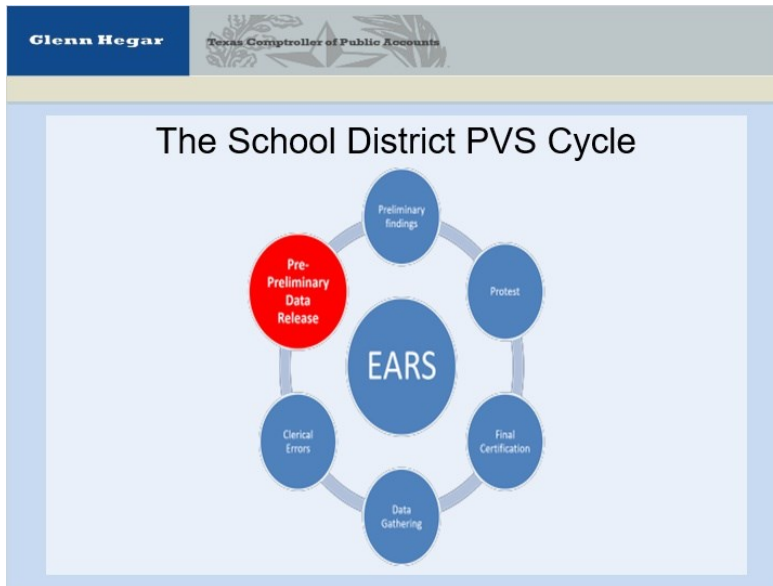 Glenn Hegar
Texas Comptroller of Public Accounts
The School District PVS Cycle
Preliminary
findings
Pre-
Preliminary
Data
Release
Protest
EARS
Clerical
Errors
Final
Certification
Data
Gathering